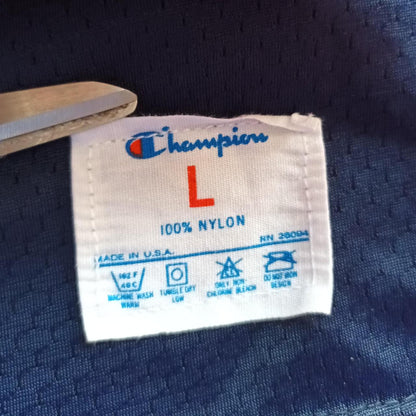 Champion
L
100% NYLON
MADE IN U.S.A. RN 26094
102 F
40 C
MACHINE WASH
WARM
TUMBLE DRY
LOW
ONLY NON-
CHLORINE BLEACH
DO NOT IRON
DESIGN